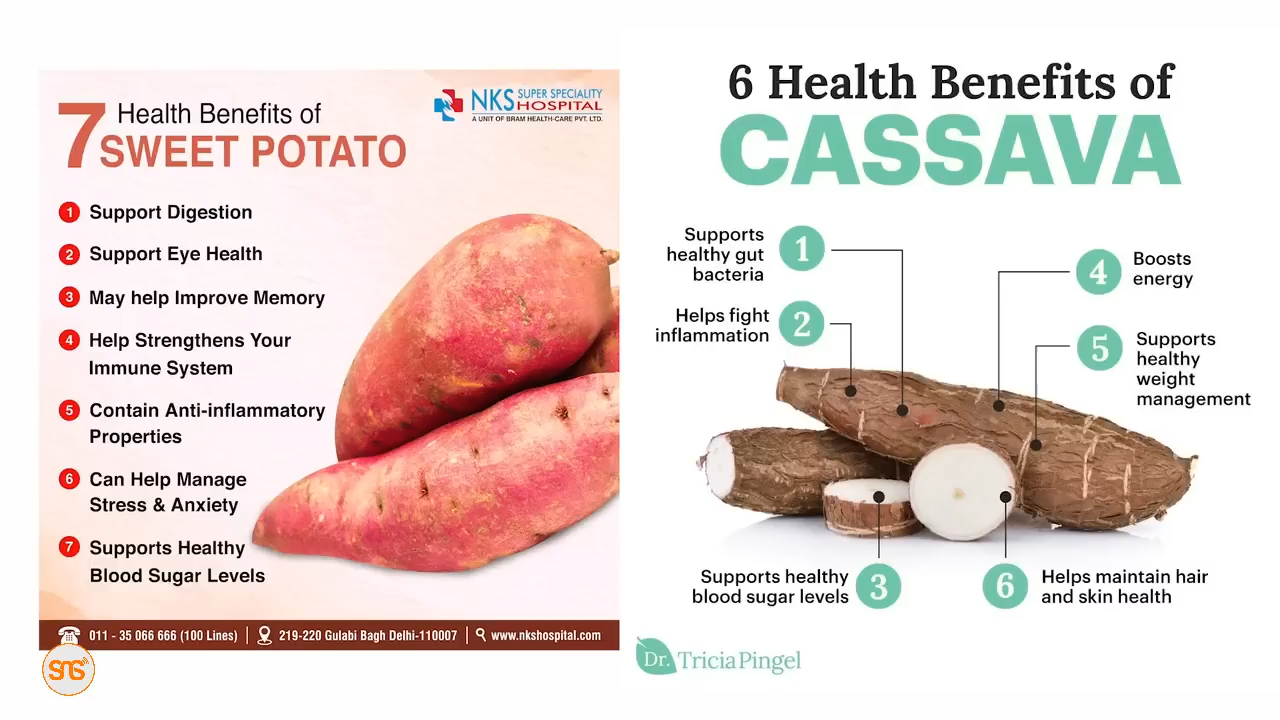 7 Health Benefits of
SWEET POTATO
NKS SUPER SPECIALITY
HOSPITAL
A UNIT OF BRAM HEALTH-CARE PVT. LTD.
1 Support Digestion
2 Support Eye Health
3 May help Improve Memory
4 Help Strengthens Your
Immune System
5 Contain Anti-inflammatory
Properties
6 Can Help Manage
Stress & Anxiety
7 Supports Healthy
Blood Sugar Levels
011 - 35 066 666 (100 Lines)
219-220 Gulabi Bagh Delhi-110007
www.nkshospital.com
SNS
6 Health Benefits of
CASSAVA
Supports
healthy gut
bacteria
1
Helps fight
inflammation
2
Supports healthy
blood sugar levels
3
4
Boosts
energy
5
Supports
healthy
weight
management
6
Helps maintain hair
and skin health
Dr. Tricia Pingel